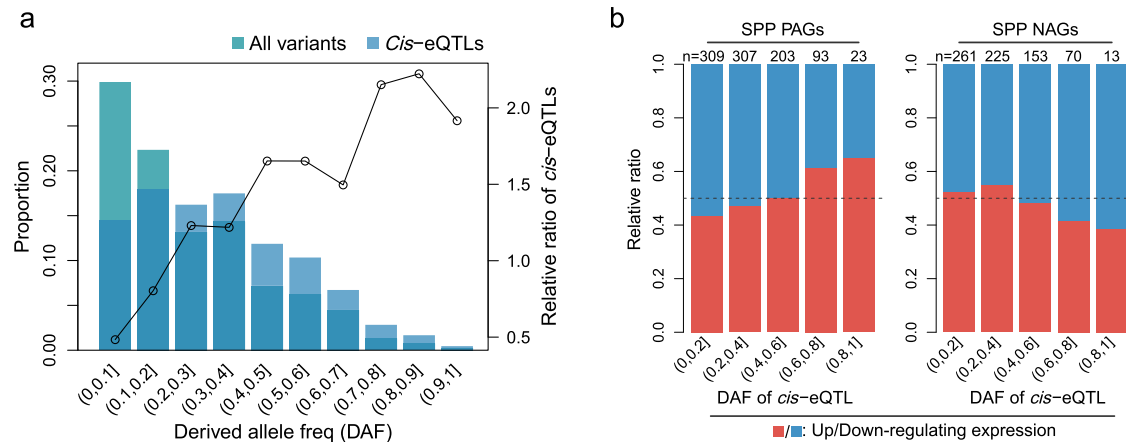 a
All variants
Cis−eQTLs
0.30
0.20
0.10
0.00
Proportion
2.0
1.5
1.0
0.5
Relative ratio of cis−eQTLs
(0,0.1]
(0.1,0.2]
(0.2,0.3]
(0.3,0.4]
(0.4,0.5]
(0.5,0.6]
(0.6,0.7]
(0.7,0.8]
(0.8,0.9]
(0.9,1]
Derived allele freq (DAF)
b
SPP PAGs
n=309 307 203 93 23
1.0
0.8
0.6
0.4
0.2
0.0
Relative ratio
(0,0.2]
(0.2,0.4]
(0.4,0.6]
(0.6,0.8]
(0.8,1]
DAF of cis−eQTL
SPP NAGs
n=261 225 153 70 13
1.0
0.8
0.6
0.4
0.2
0.0
(0,0.2]
(0.2,0.4]
(0.4,0.6]
(0.6,0.8]
(0.8,1]
DAF of cis−eQTL
/ : Up/Down-regulating expression